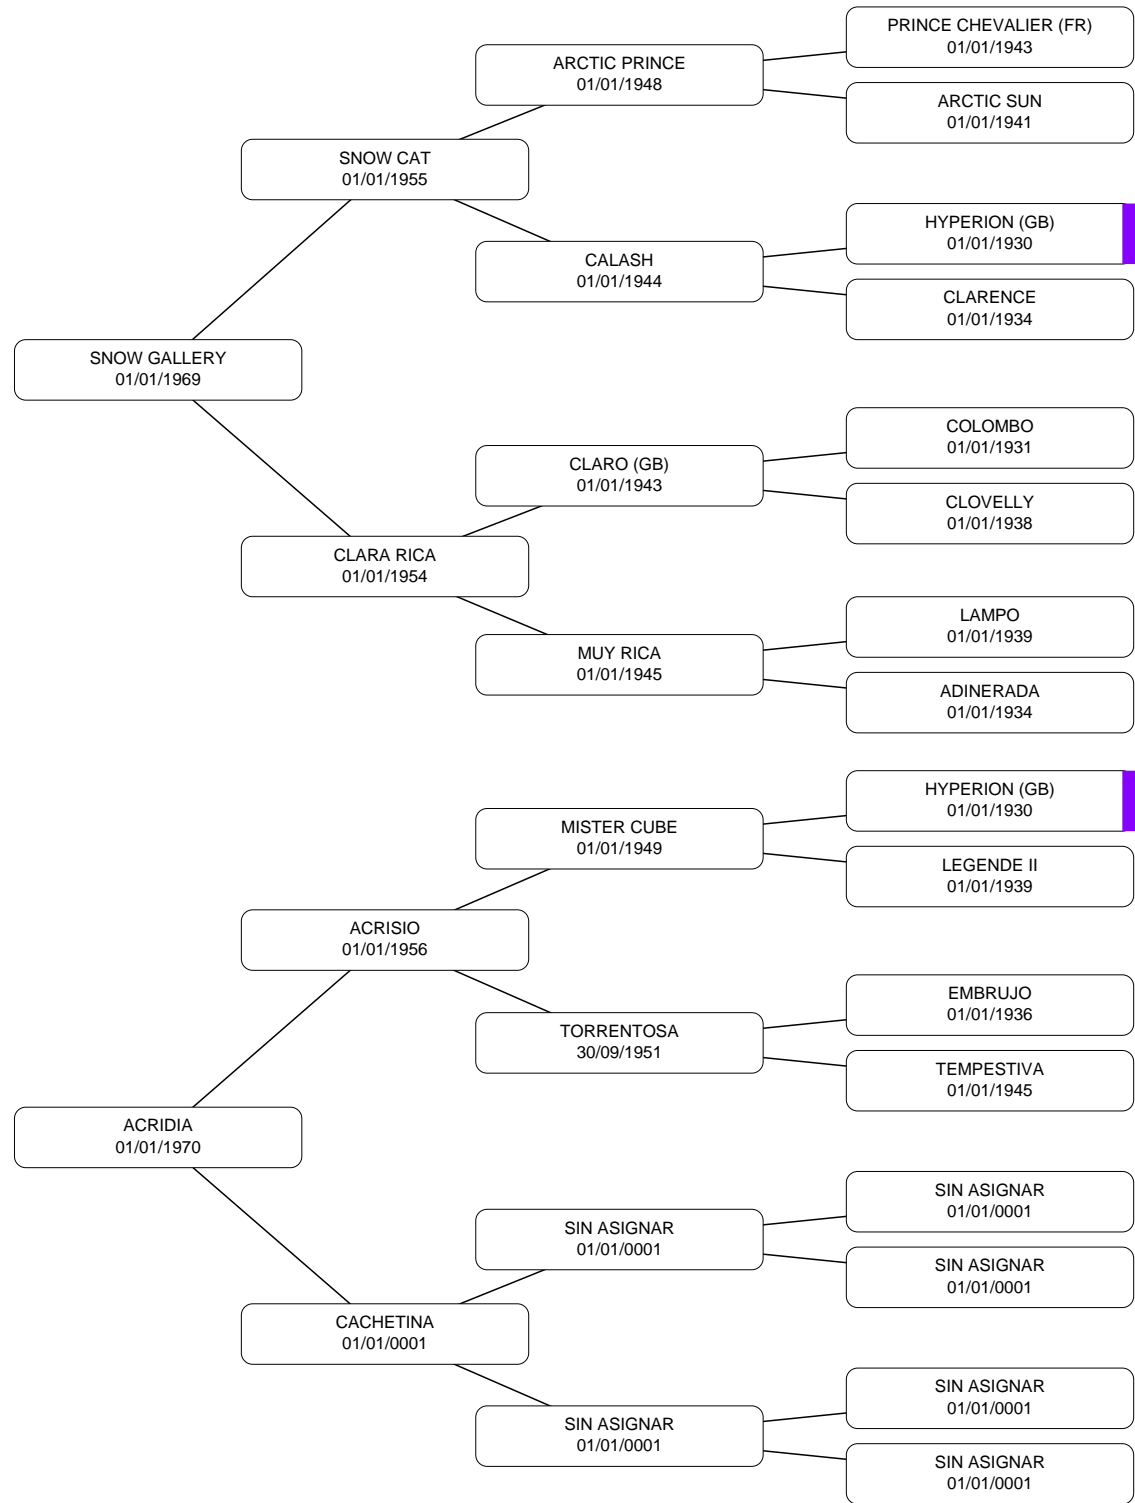 PRINCE CHEVALIER (FR)
01/01/1943
ARCTIC PRINCE
01/01/1948
ARCTIC SUN
01/01/1941
SNOW CAT
01/01/1955
HYPERION (GB)
01/01/1930
CALASH
01/01/1944
CLARENCE
01/01/1934
SNOW GALLERY
01/01/1969
COLOMBO
01/01/1931
CLARO (GB)
01/01/1943
CLOVELLY
01/01/1938
CLARA RICA
01/01/1954
LAMPO
01/01/1939
MUY RICA
01/01/1945
ADINERADA
01/01/1934
HYPERION (GB)
01/01/1930
MISTER CUBE
01/01/1949
LEGENDE II
01/01/1939
ACRISIO
01/01/1956
EMBRUJO
01/01/1936
TORRENTOSA
30/09/1951
TEMPESTIVA
01/01/1945
ACRIDIA
01/01/1970
SIN ASIGNAR
01/01/0001
SIN ASIGNAR
01/01/0001
SIN ASIGNAR
01/01/0001
CACHETINA
01/01/0001
SIN ASIGNAR
01/01/0001
SIN ASIGNAR
01/01/0001
SIN ASIGNAR
01/01/0001